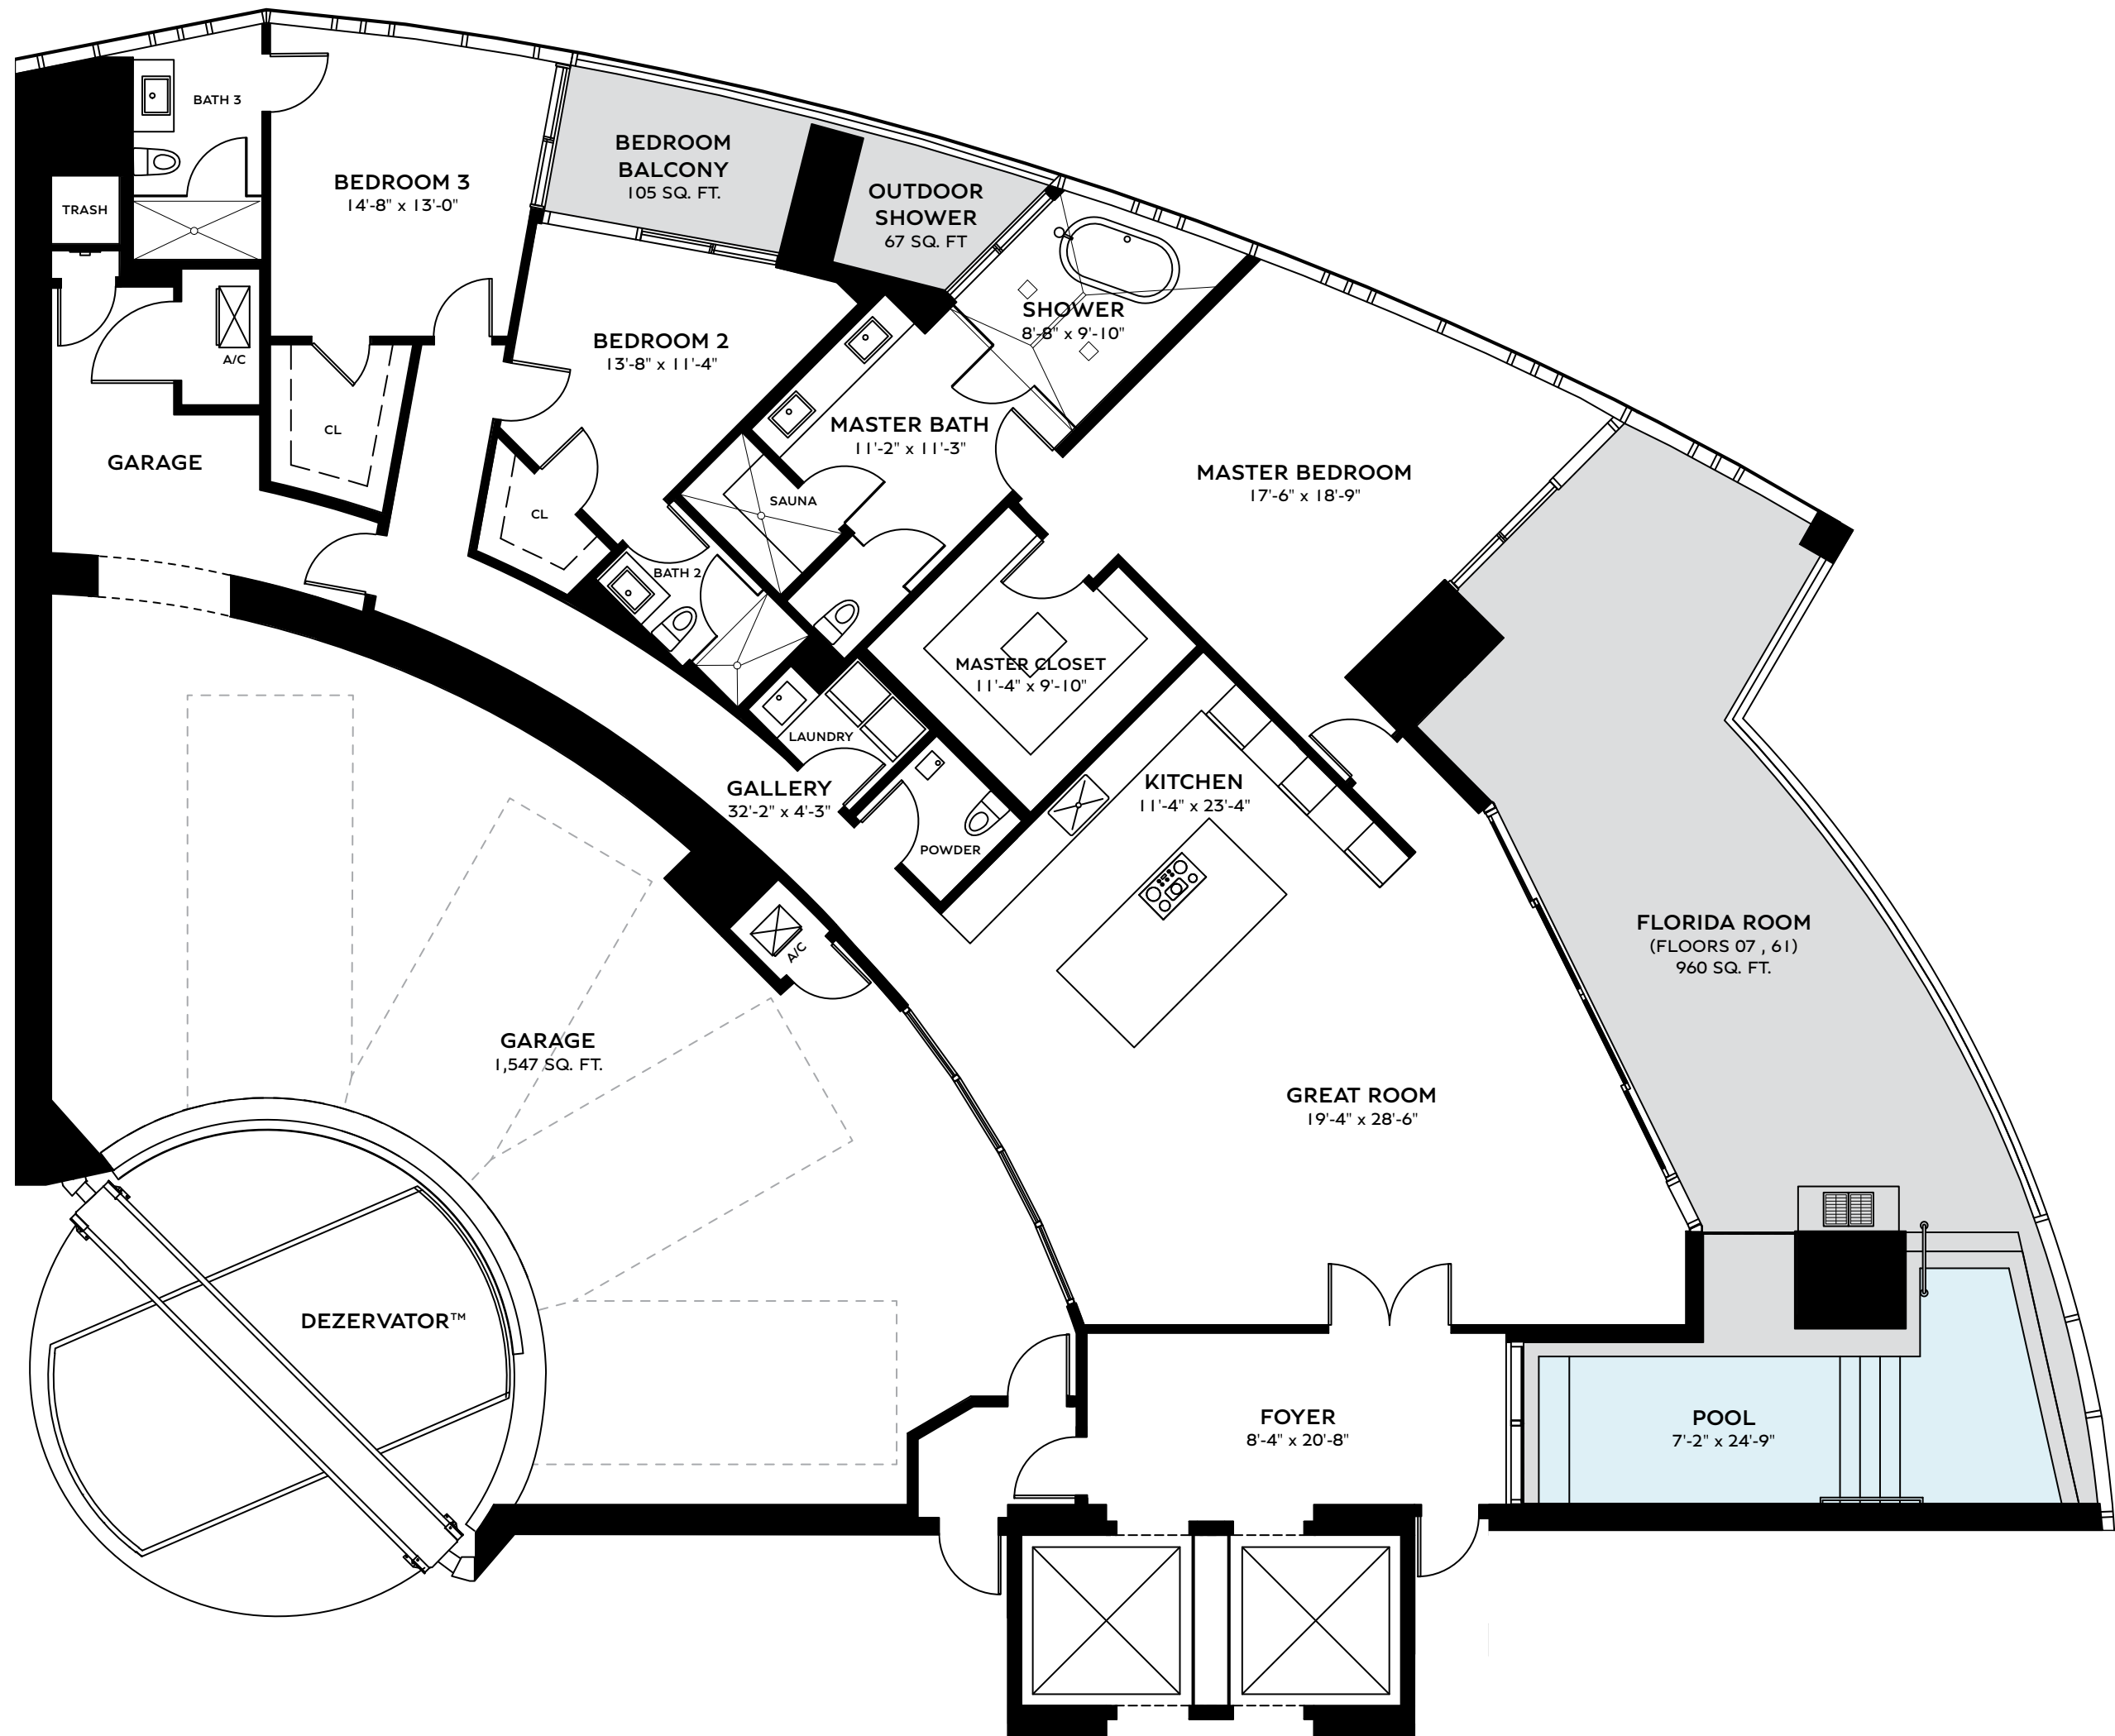 BATH 3
BEDROOM 3
14'-8" x 13'-0"
BEDROOM
BALCONY
105 SQ. FT.
OUTDOOR
SHOWER
67 SQ. FT
TRASH
A/C
SHOWER
8'-8" x 9'-10"
BEDROOM 2
13'-8" x 11'-4"
CL
GARAGE
MASTER BATH
11'-2" x 11'-3"
MASTER BEDROOM
17'-6" x 18'-9"
SAUNA
CL
BATH 2
MASTER CLOSET
11'-4" x 9'-10"
LAUNDRY
GALLERY
32'-2" x 4'-3"
KITCHEN
11'-4" x 23'-4"
POWDER
A/C
FLORIDA ROOM
(FLOORS 07 , 61)
960 SQ. FT.
GARAGE
1,547 SQ. FT.
GREAT ROOM
19'-4" x 28'-6"
DEZERVATOR™
FOYER
8'-4" x 20'-8"
POOL
7'-2" x 24'-9"